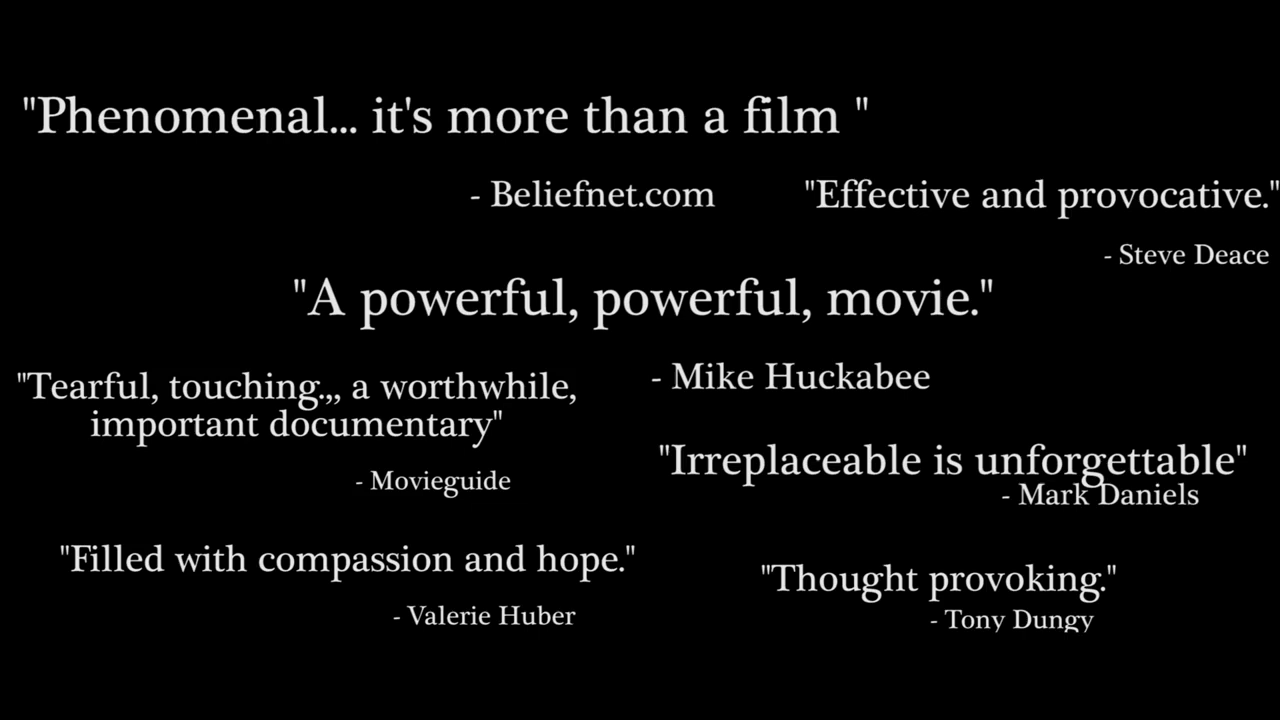 "Phenomenal... it's more than a film "
- Beliefnet.com
"Effective and provocative."
- Steve Deace
"A powerful, powerful, movie."
- Mike Huckabee
"Tearful, touching.,, a worthwhile,
important documentary"
- Movieguide
"Irreplaceable is unforgettable"
- Mark Daniels
"Filled with compassion and hope."
- Valerie Huber
"Thought provoking."
- Tony Dungy